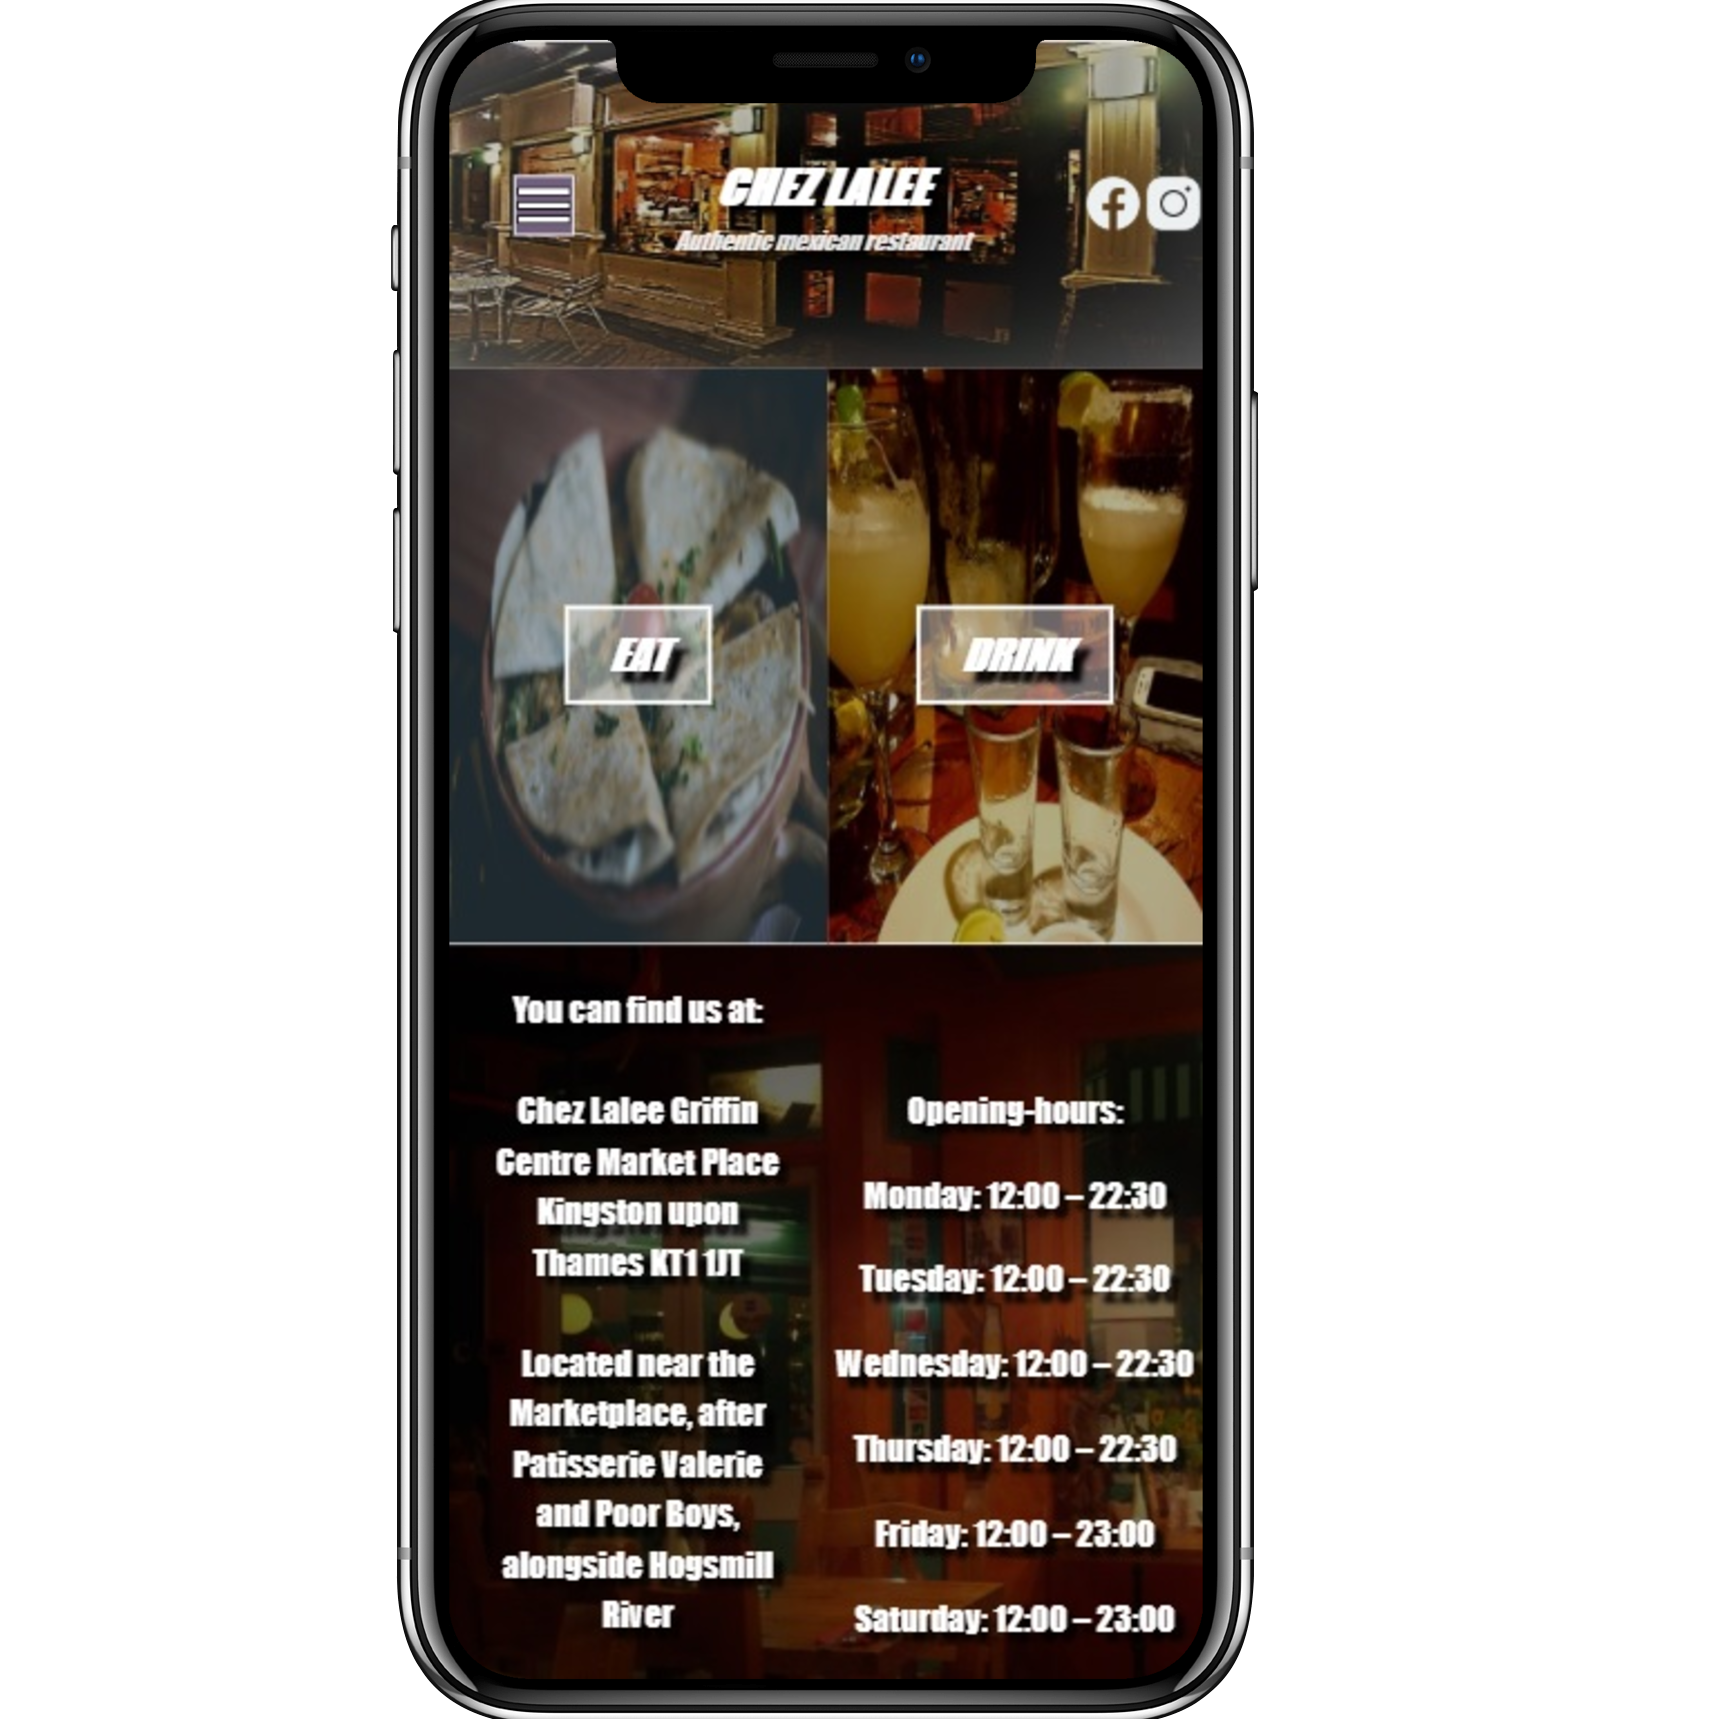 CHEZ LALEE
Authentic mexican restaurant
EAT
DRINK
You can find us at:
Chez Lalee Griffin
Centre Market Place
Kingston upon
Thames KT1 1JT
Located near the
Marketplace, after
Patisserie Valerie
and Poor Boys,
alongside Hogsmill
River
Opening-hours:
Monday: 12:00 – 22:30
Tuesday: 12:00 – 22:30
Wednesday: 12:00 – 22:30
Thursday: 12:00 – 22:30
Friday: 12:00 – 23:00
Saturday: 12:00 – 23:00